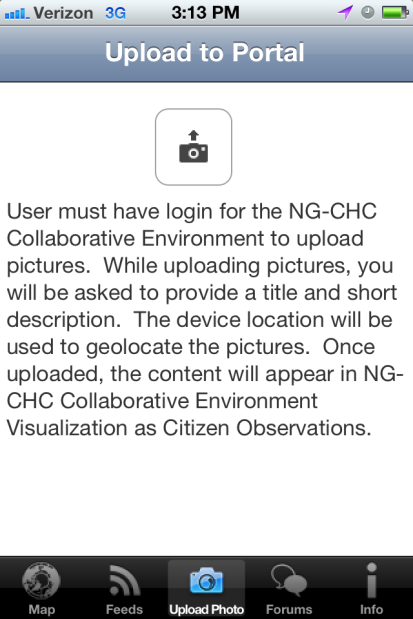 Verizon 3G 3:13 PM
Upload to Portal
User must have login for the NG-CHC
Collaborative Environment to upload
pictures.  While uploading pictures, you
will be asked to provide a title and short
description.  The device location will be
used to geolocate the pictures.  Once
uploaded, the content will appear in NG-
CHC Collaborative Environment
Visualization as Citizen Observations.
Map Feeds Upload Photo Forums Info